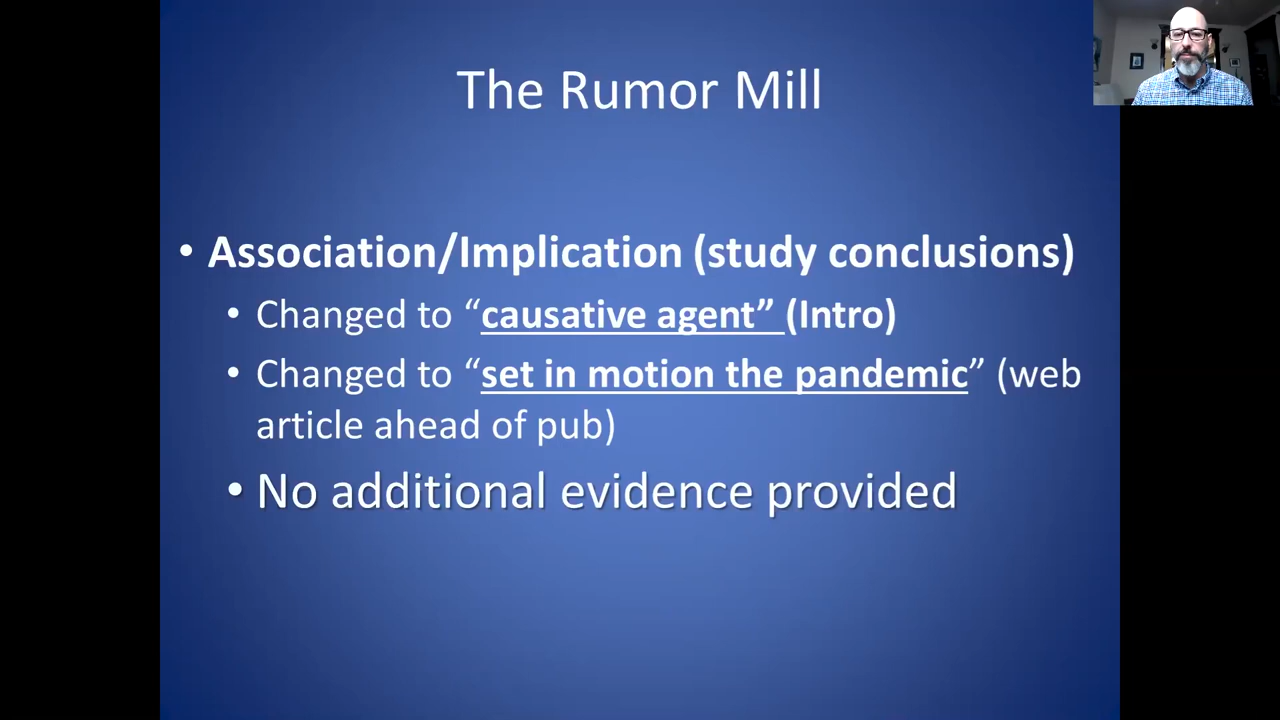 The Rumor Mill
• Association/Implication (study conclusions)
• Changed to “causative agent” (Intro)
• Changed to “set in motion the pandemic” (web
article ahead of pub)
• No additional evidence provided